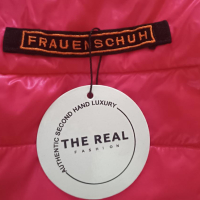 FRAUENSCHUH
AUTHENTIC SECOND HAND LUXURY
THE REAL
FASHION